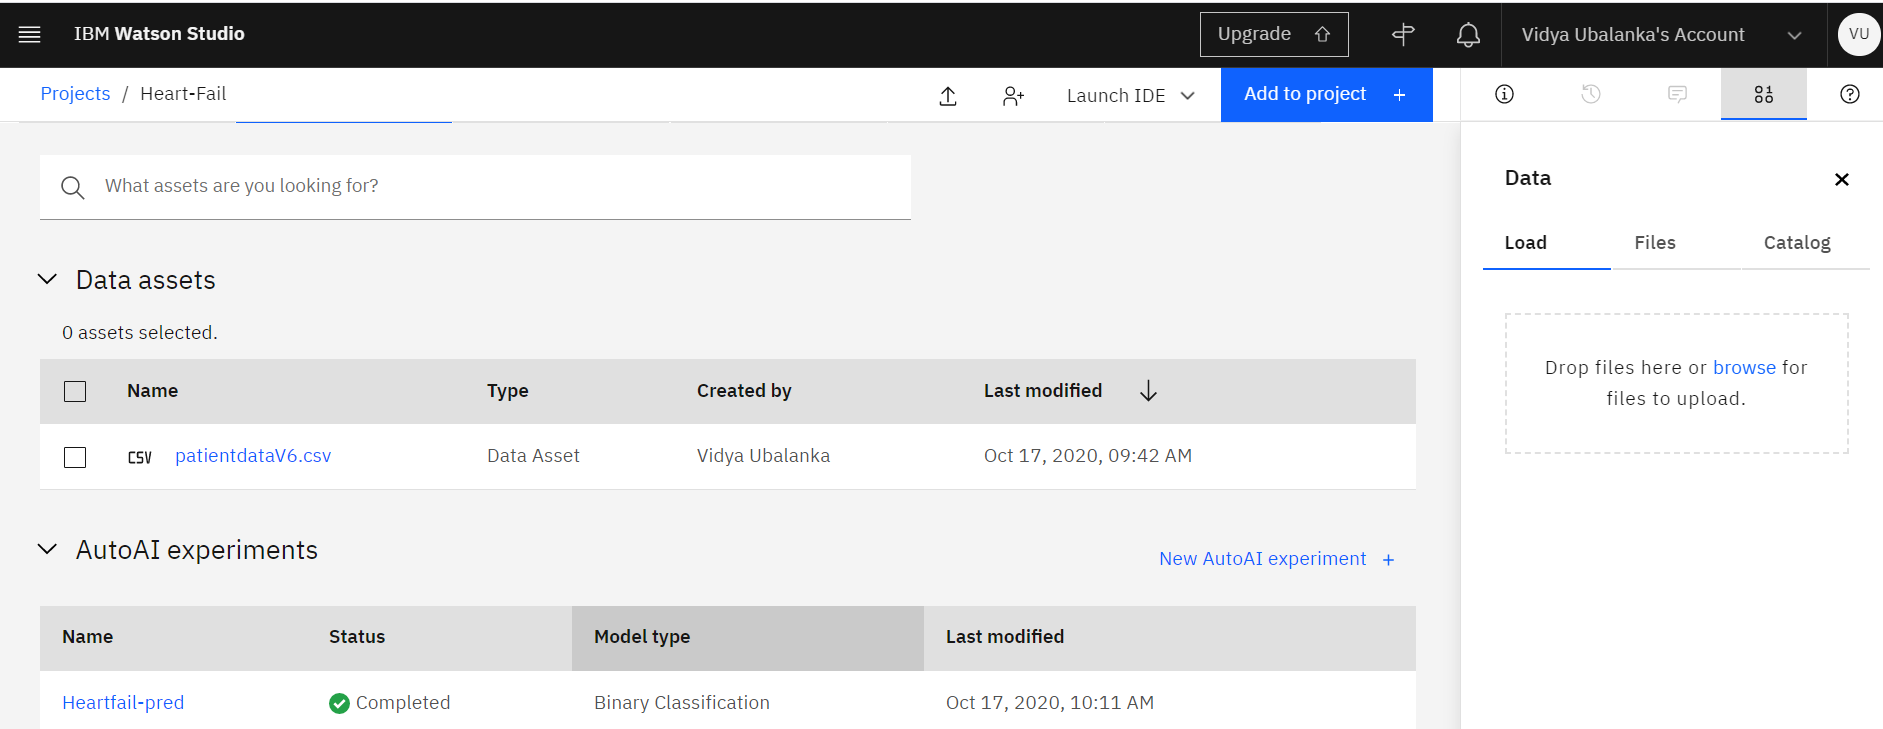 IBM Watson Studio
Upgrade
Vidya Ubalanka's Account
VU
Projects / Heart-Fail
Launch IDE
Add to project +
What assets are you looking for?
Data assets
0 assets selected.
Name Type Created by Last modified
CSV patientdataV6.csv Data Asset Vidya Ubalanka Oct 17, 2020, 09:42 AM
AutoAI experiments
New AutoAI experiment +
Name Status Model type Last modified
Heartfail-pred Completed Binary Classification Oct 17, 2020, 10:11 AM
Data
Load Files Catalog
Drop files here or browse for
files to upload.